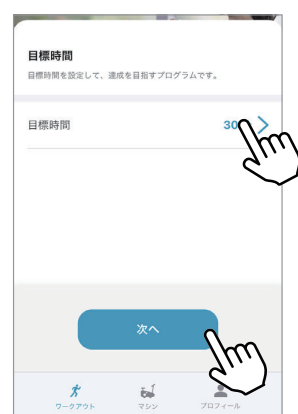 目標時間
目標時間を設定して、達成を目指すプログラムです。
目標時間 30
次へ
ワークアウト マシン プロフィール